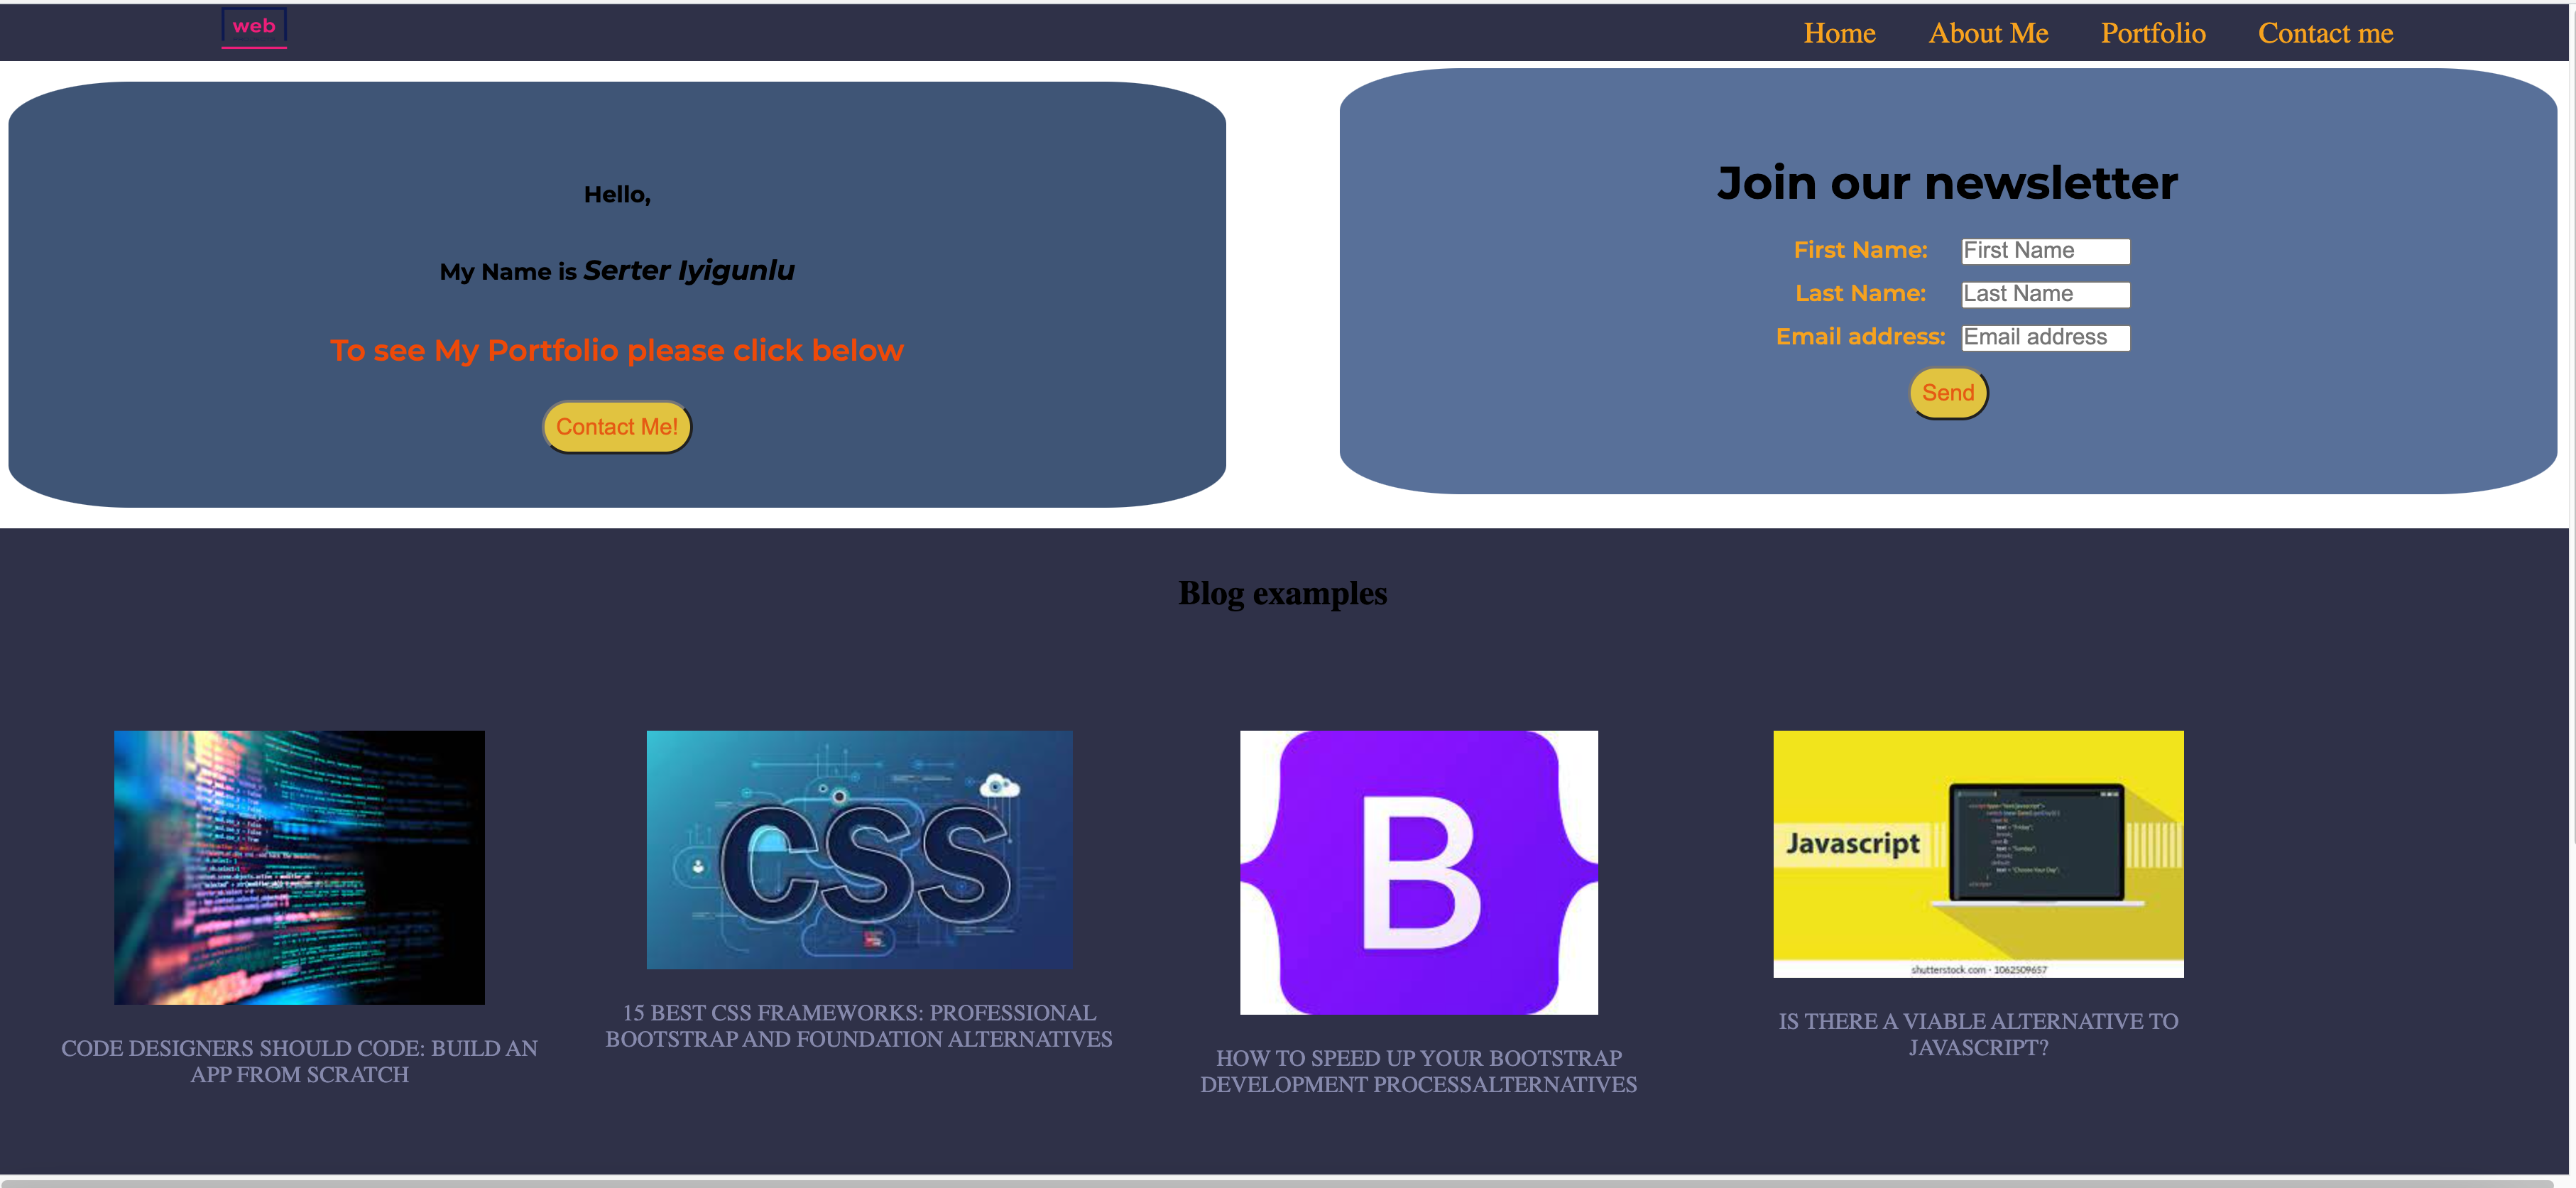 web
Home About Me Portfolio Contact me
Hello,
My Name is Serter Iyigunlu
To see My Portfolio please click below
Contact Me!
Join our newsletter
First Name: First Name
Last Name: Last Name
Email address: Email address
Send
Blog examples
CODE DESIGNERS SHOULD CODE: BUILD AN
APP FROM SCRATCH
CSS
15 BEST CSS FRAMEWORKS: PROFESSIONAL
BOOTSTRAP AND FOUNDATION ALTERNATIVES
B
HOW TO SPEED UP YOUR BOOTSTRAP
DEVELOPMENT PROCESSALTERNATIVES
Javascript
shutterstock.com · 1062509657
IS THERE A VIABLE ALTERNATIVE TO
JAVASCRIPT?